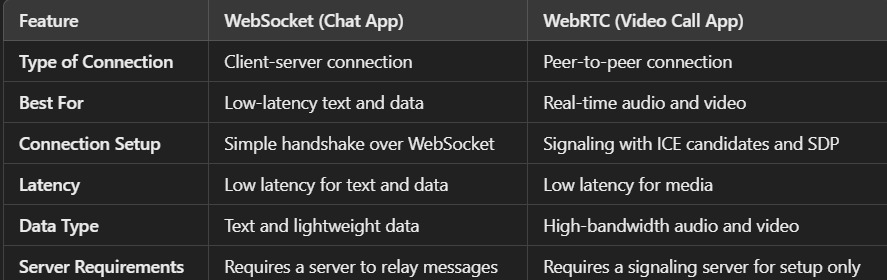 Feature WebSocket (Chat App) WebRTC (Video Call App)
Type of Connection Client-server connection Peer-to-peer connection
Best For Low-latency text and data Real-time audio and video
Connection Setup Simple handshake over WebSocket Signaling with ICE candidates and SDP
Latency Low latency for text and data Low latency for media
Data Type Text and lightweight data High-bandwidth audio and video
Server Requirements Requires a server to relay messages Requires a signaling server for setup only